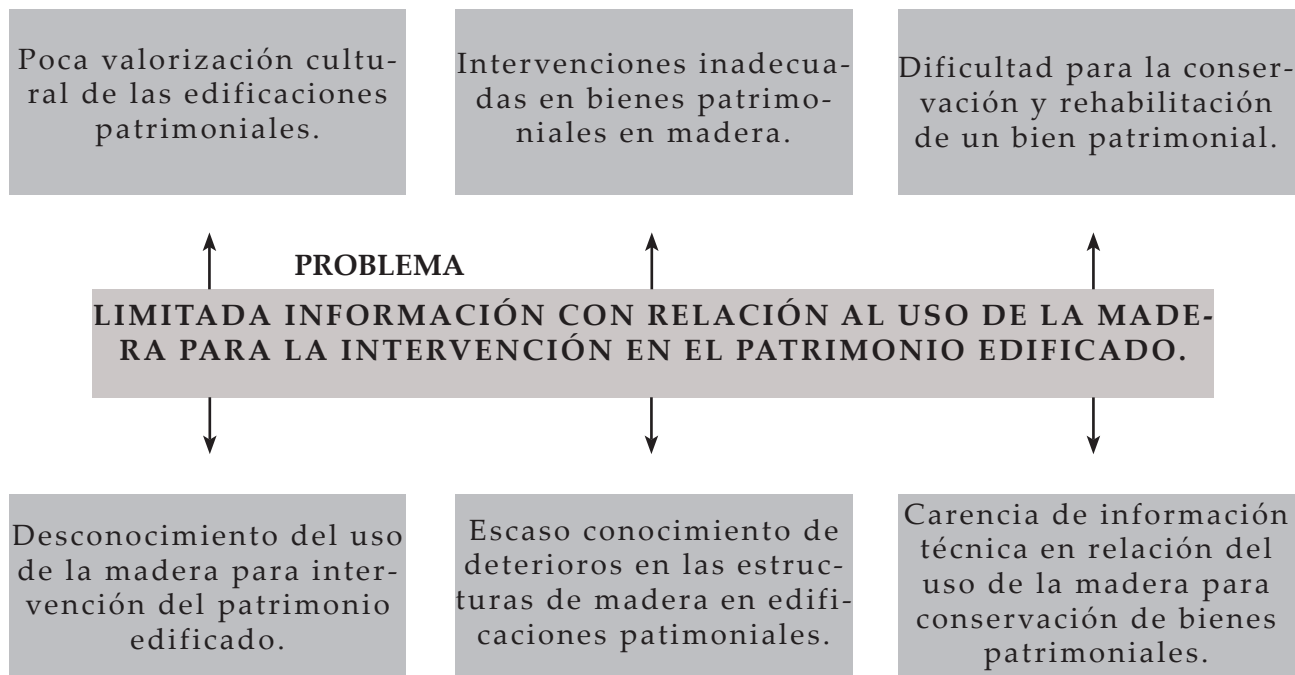 Poca valorización cultu-
ral de las edificaciones
patrimoniales.
Intervenciones inadecua-
das en bienes patrimo-
niales en madera.
Dificultad para la conser-
vación y rehabilitación
de un bien patrimonial.
PROBLEMA
LIMITADA INFORMACIÓN CON RELACIÓN AL USO DE LA MADE-
RA PARA LA INTERVENCIÓN EN EL PATRIMONIO EDIFICADO.
Desconocimiento del uso
de la madera para inter-
vención del patrimonio
edificado.
Escaso conocimiento de
deterioros en las estruc-
turas de madera en edifi-
caciones patimoniales.
Carencia de información
técnica en relación del
uso de la madera para
conservación de bienes
patrimoniales.